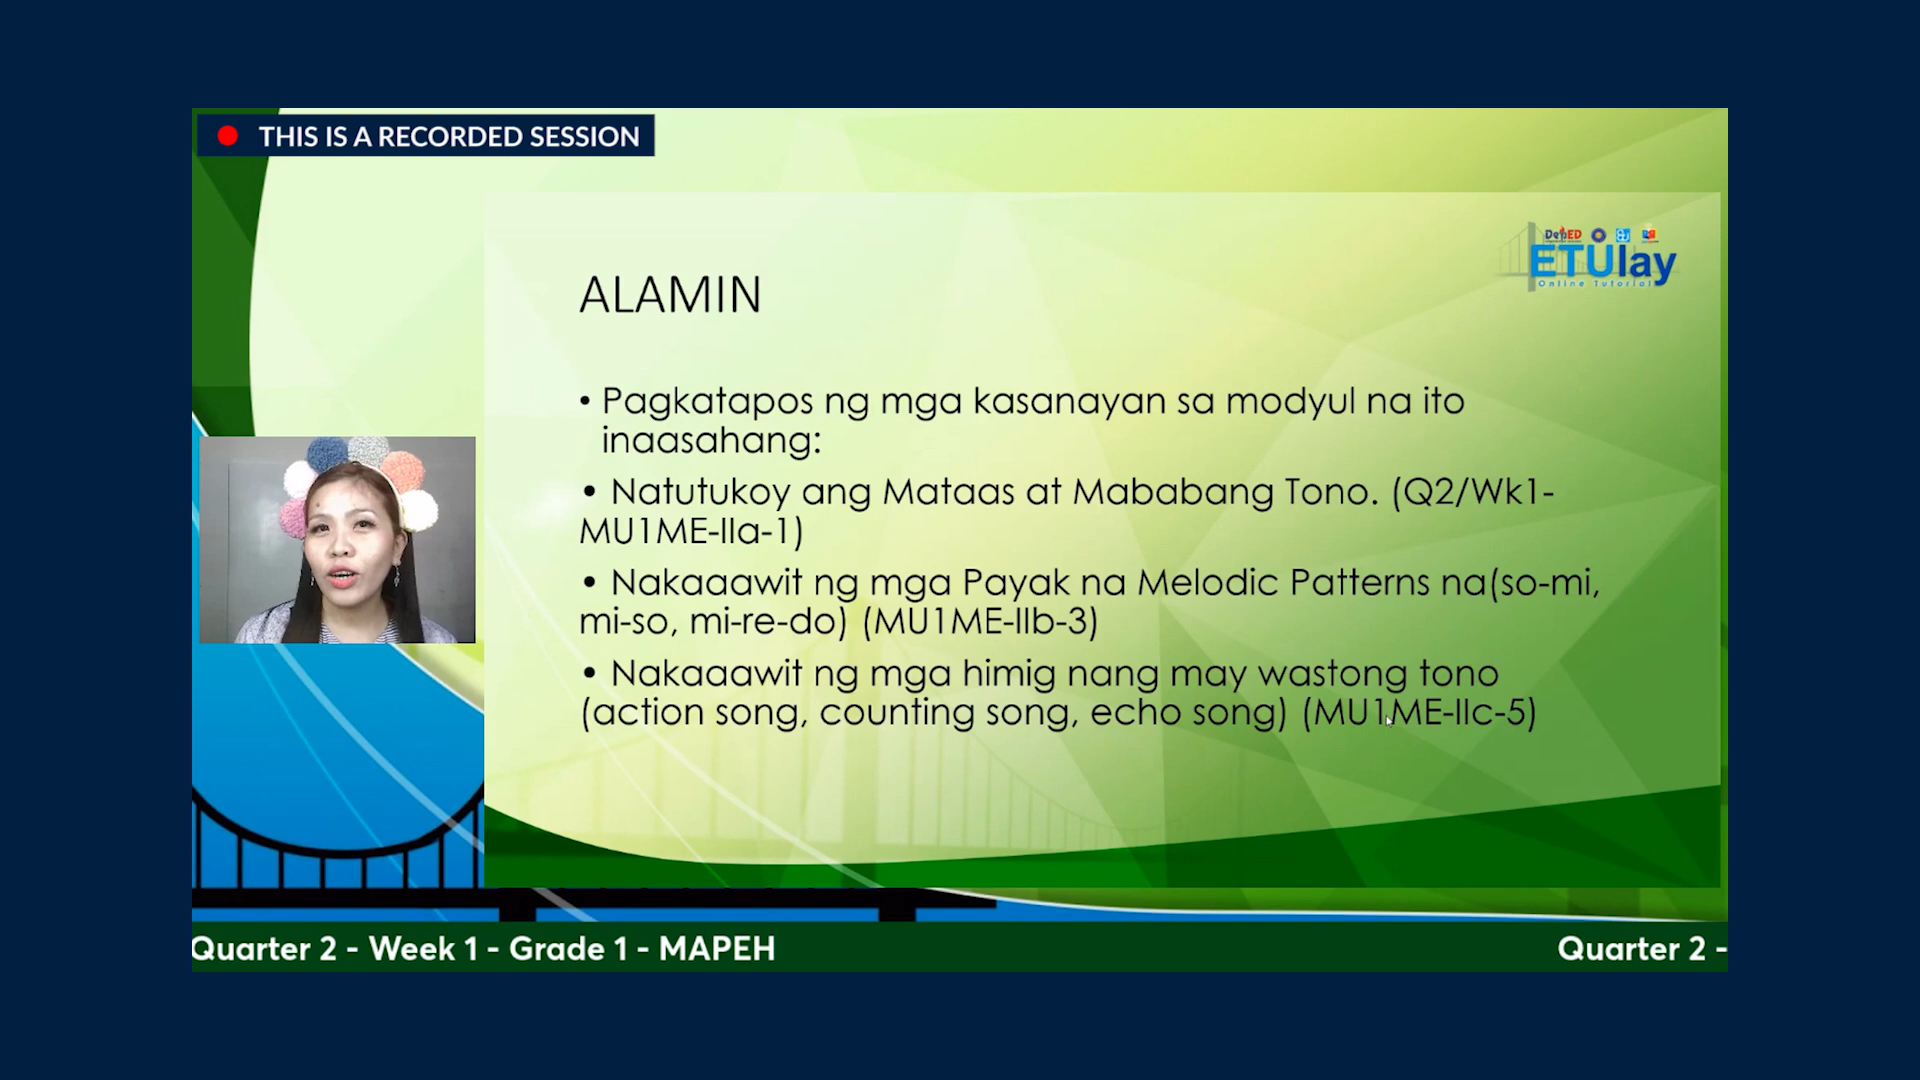 THIS IS A RECORDED SESSION
DepED
ETUlay
Online Tutorial
ALAMIN
• Pagkatapos ng mga kasanayan sa modyul na ito
inaasahang:
• Natutukoy ang Mataas at Mababang Tono. (Q2/Wk1-
MU1ME-IIa-1)
• Nakaaawit ng mga Payak na Melodic Patterns na(so-mi,
mi-so, mi-re-do) (MU1ME-IIb-3)
• Nakaaawit ng mga himig nang may wastong tono
(action song, counting song, echo song) (MU1ME-IIc-5)
Quarter 2 - Week 1 - Grade 1 - MAPEH
Quarter 2 -